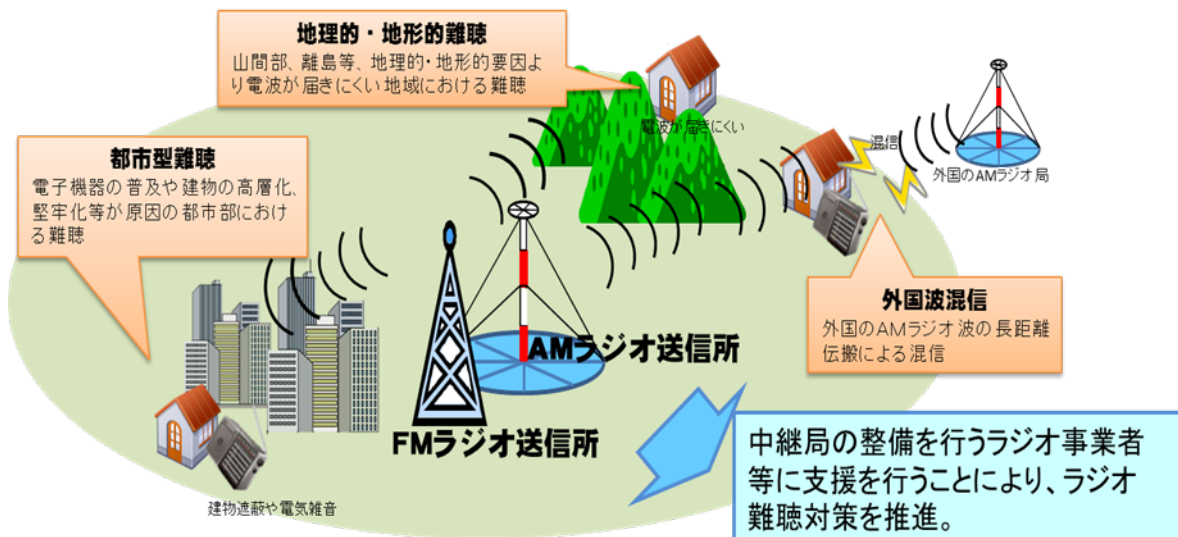 地理的・地形的難聴
山間部、離島等、地理的・地形的要因よ
り電波が届きにくい地域における難聴
電波が届きにくい
混信
外国のAMラジオ局
都市型難聴
電子機器の普及や建物の高層化、
堅牢化等が原因の都市部におけ
る難聴
外国波混信
外国のAMラジオ波の長距離
伝搬による混信
AMラジオ送信所
FMラジオ送信所
建物遮蔽や電気雑音
中継局の整備を行うラジオ事業者
等に支援を行うことにより、ラジオ
難聴対策を推進。